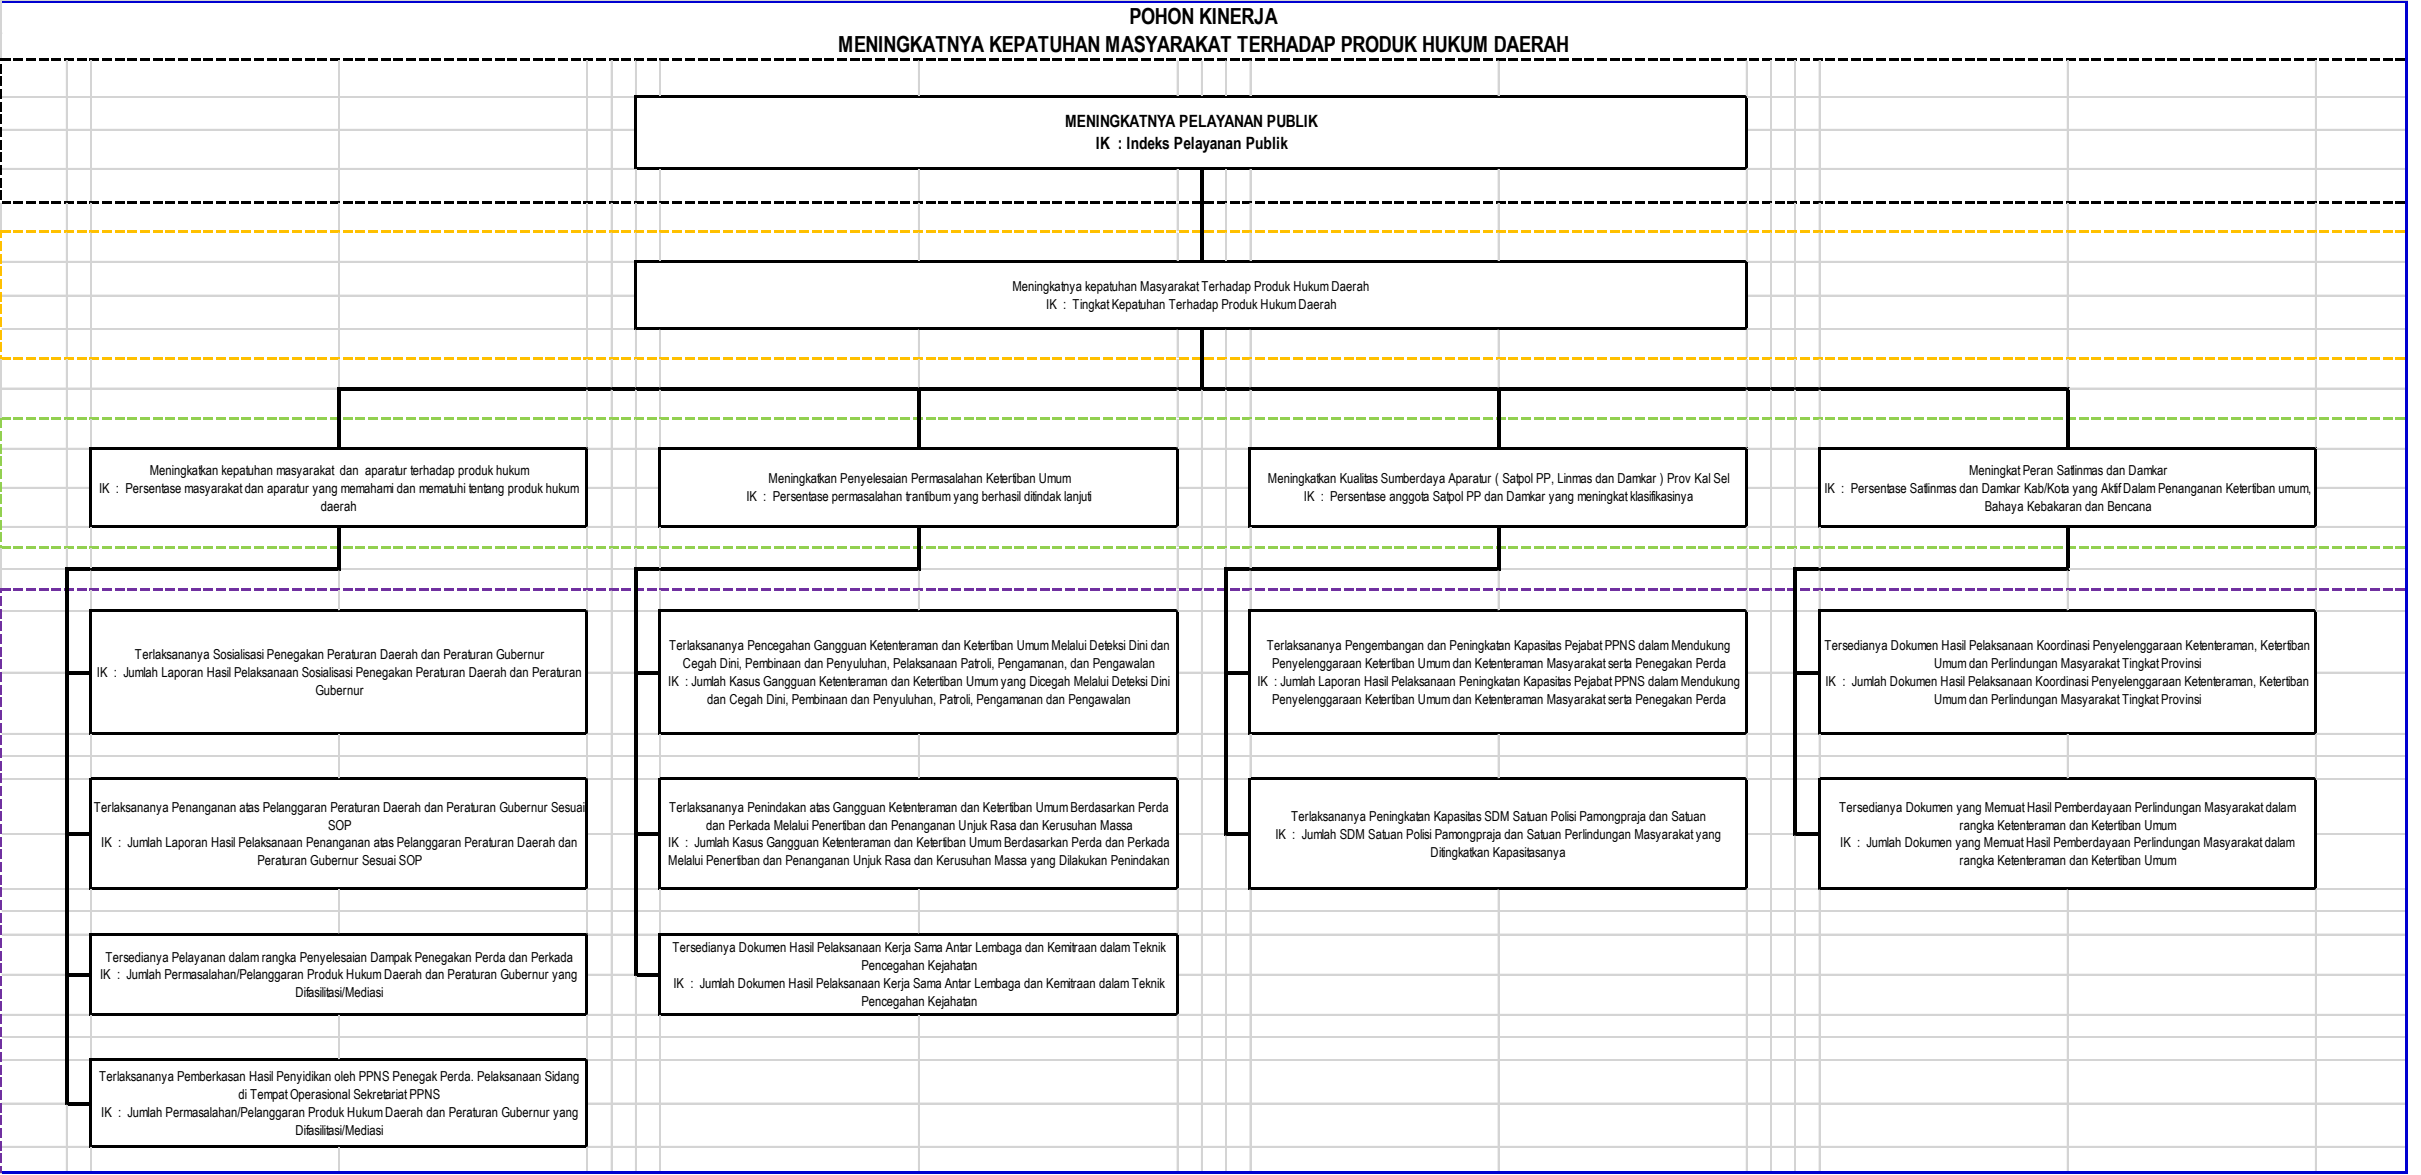 POHON KINERJA
MENINGKATNYA KEPATUHAN MASYARAKAT TERHADAP PRODUK HUKUM DAERAH
MENINGKATNYA PELAYANAN PUBLIK
IK : Indeks Pelayanan Publik
Meningkatnya kepatuhan Masyarakat Terhadap Produk Hukum Daerah
IK : Tingkat Kepatuhan Terhadap Produk Hukum Daerah
Meningkatkan kepatuhan masyarakat dan aparatur terhadap produk hukum
IK : Persentase masyarakat dan aparatur yang memahami dan mematuhi tentang produk hukum
daerah
Meningkatkan Penyelesaian Permasalahan Ketertiban Umum
IK : Persentase permasalahan trantibum yang berhasil ditindak lanjuti
Meningkatkan Kualitas Sumberdaya Aparatur ( Satpol PP, Linmas dan Damkar ) Prov Kal Sel
IK : Persentase anggota Satpol PP dan Damkar yang meningkat klasifikasinya
Meningkat Peran Satlinmas dan Damkar
IK : Persentase Satlinmas dan Damkar Kab/Kota yang Aktif Dalam Penanganan Ketertiban umum,
Bahaya Kebakaran dan Bencana
Terlaksananya Sosialisasi Penegakan Peraturan Daerah dan Peraturan Gubernur
IK : Jumlah Laporan Hasil Pelaksanaan Sosialisasi Penegakan Peraturan Daerah dan Peraturan
Gubernur
Terlaksananya Pencegahan Gangguan Ketenteraman dan Ketertiban Umum Melalui Deteksi Dini dan
Cegah Dini, Pembinaan dan Penyuluhan, Pelaksanaan Patroli, Pengamanan, dan Pengawalan
IK : Jumlah Kasus Gangguan Ketenteraman dan Ketertiban Umum yang Dicegah Melalui Deteksi Dini
dan Cegah Dini, Pembinaan dan Penyuluhan, Patroli, Pengamanan dan Pengawalan
Terlaksananya Pengembangan dan Peningkatan Kapasitas Pejabat PPNS dalam Mendukung
Penyelenggaraan Ketertiban Umum dan Ketenteraman Masyarakat serta Penegakan Perda
IK : Jumlah Laporan Hasil Pelaksanaan Peningkatan Kapasitas Pejabat PPNS dalam Mendukung
Penyelenggaraan Ketertiban Umum dan Ketenteraman Masyarakat serta Penegakan Perda
Tersedianya Dokumen Hasil Pelaksanaan Koordinasi Penyelenggaraan Ketenteraman, Ketertiban
Umum dan Perlindungan Masyarakat Tingkat Provinsi
IK : Jumlah Dokumen Hasil Pelaksanaan Koordinasi Penyelenggaraan Ketenteraman, Ketertiban
Umum dan Perlindungan Masyarakat Tingkat Provinsi
Terlaksananya Penanganan atas Pelanggaran Peraturan Daerah dan Peraturan Gubernur Sesuai
SOP
IK : Jumlah Laporan Hasil Pelaksanaan Penanganan atas Pelanggaran Peraturan Daerah dan
Peraturan Gubernur Sesuai SOP
Terlaksananya Penindakan atas Gangguan Ketenteraman dan Ketertiban Umum Berdasarkan Perda
dan Perkada Melalui Penertiban dan Penanganan Unjuk Rasa dan Kerusuhan Massa
IK : Jumlah Kasus Gangguan Ketenteraman dan Ketertiban Umum Berdasarkan Perda dan Perkada
Melalui Penertiban dan Penanganan Unjuk Rasa dan Kerusuhan Massa yang Dilakukan Penindakan
Terlaksananya Peningkatan Kapasitas SDM Satuan Polisi Pamongpraja dan Satuan
IK : Jumlah SDM Satuan Polisi Pamongpraja dan Satuan Perlindungan Masyarakat yang
Ditingkatkan Kapasitasanya
Tersedianya Dokumen yang Memuat Hasil Pemberdayaan Perlindungan Masyarakat dalam
rangka Ketenteraman dan Ketertiban Umum
IK : Jumlah Dokumen yang Memuat Hasil Pemberdayaan Perlindungan Masyarakat dalam
rangka Ketenteraman dan Ketertiban Umum
Tersedianya Pelayanan dalam rangka Penyelesaian Dampak Penegakan Perda dan Perkada
IK : Jumlah Permasalahan/Pelanggaran Produk Hukum Daerah dan Peraturan Gubernur yang
Difasilitasi/Mediasi
Tersedianya Dokumen Hasil Pelaksanaan Kerja Sama Antar Lembaga dan Kemitraan dalam Teknik
Pencegahan Kejahatan
IK : Jumlah Dokumen Hasil Pelaksanaan Kerja Sama Antar Lembaga dan Kemitraan dalam Teknik
Pencegahan Kejahatan
Terlaksananya Pemberkasan Hasil Penyidikan oleh PPNS Penegak Perda. Pelaksanaan Sidang
di Tempat Operasional Sekretariat PPNS
IK : Jumlah Permasalahan/Pelanggaran Produk Hukum Daerah dan Peraturan Gubernur yang
Difasilitasi/Mediasi